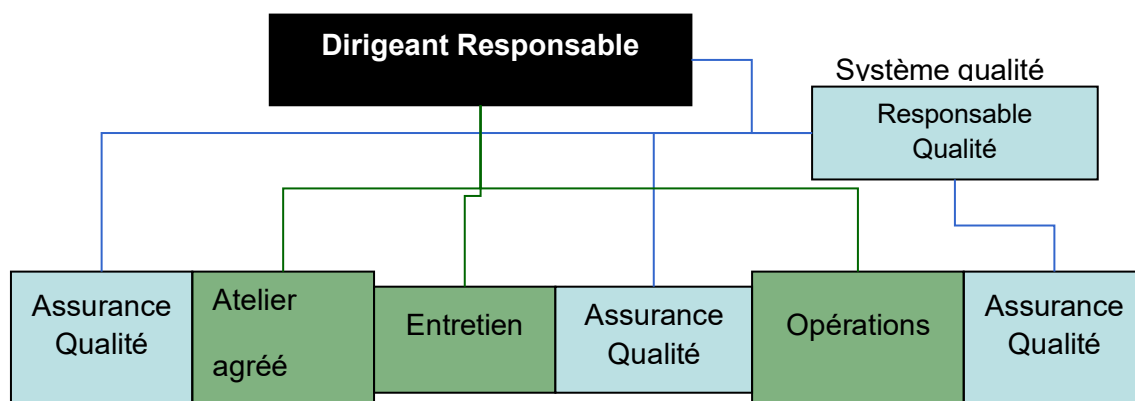 Dirigeant Responsable
Système qualité
Responsable
Qualité
Assurance
Qualité
Atelier
agréé
Entretien
Assurance
Qualité
Opérations
Assurance
Qualité